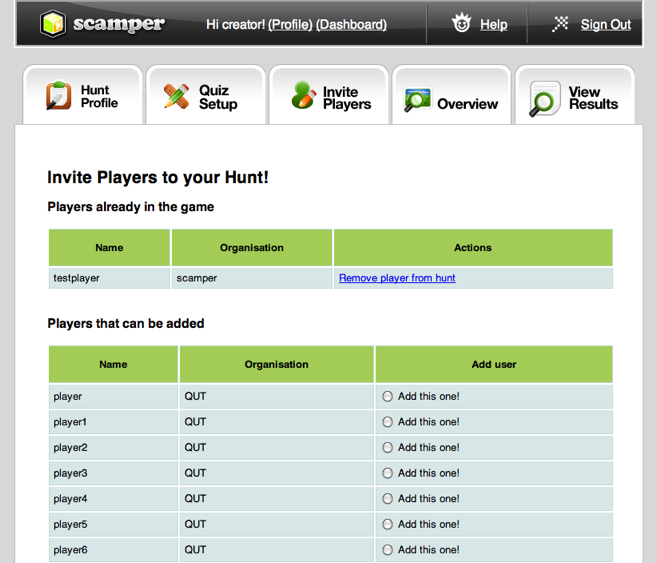 scamper Hi creator! (Profile) (Dashboard) Help Sign Out
Hunt Profile Quiz Setup Invite Players Overview View Results
Invite Players to your Hunt!
Players already in the game
Name Organisation Actions
testplayer scamper Remove player from hunt
Players that can be added
Name Organisation Add user
player QUT Add this one!
player1 QUT Add this one!
player2 QUT Add this one!
player3 QUT Add this one!
player4 QUT Add this one!
player5 QUT Add this one!
player6 QUT Add this one!